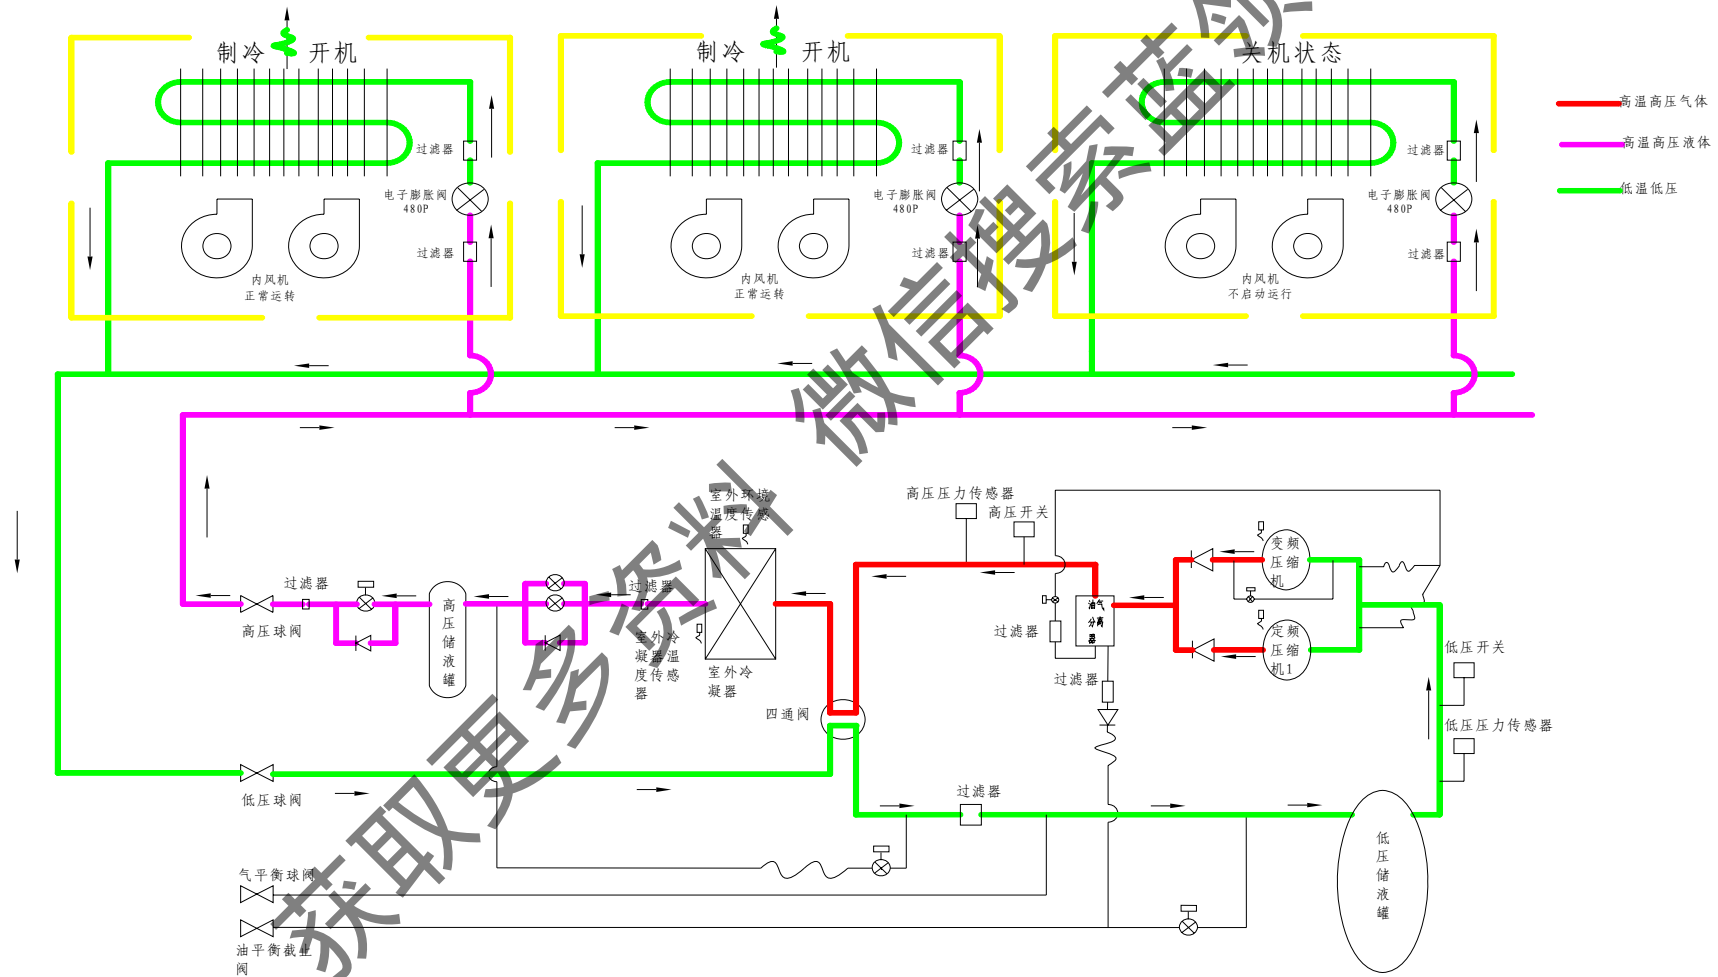 制冷 开机
过滤器
电子膨胀阀
480P
过滤器
内风机
正常运转
制冷 开机
过滤器
电子膨胀阀
480P
过滤器
内风机
正常运转
关机状态
过滤器
电子膨胀阀
480P
过滤器
内风机
不启动运行
高温高压气体
高温高压液体
低温低压
获取更多资料 微信搜索蓝领
室外环境
温度传感
器
高压压力传感器
高压开关
变频
压缩
机
过滤器
高压球阀
高
压
储
液
罐
过滤器
室外冷
凝器温
度传感
器
室外冷
凝器
油气
分离
器
过滤器
定频
压缩
机1
过滤器
四通阀
低压开关
低压压力传感器
低压球阀
过滤器
低
压
储
液
罐
气平衡球阀
油平衡截止
阀